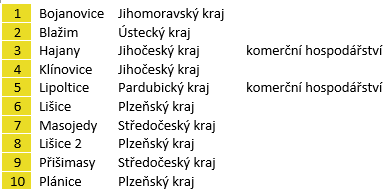 1 Bojanovice Jihomoravský kraj
2 Blažim Ústecký kraj
3 Hajany Jihočeský kraj komerční hospodářství
4 Klínovice Jihočeský kraj
5 Lipoltice Pardubický kraj komerční hospodářství
6 Lišice Plzeňský kraj
7 Masojedy Středočeský kraj
8 Lišice 2 Plzeňský kraj
9 Přišimasy Středočeský kraj
10 Plánice Plzeňský kraj